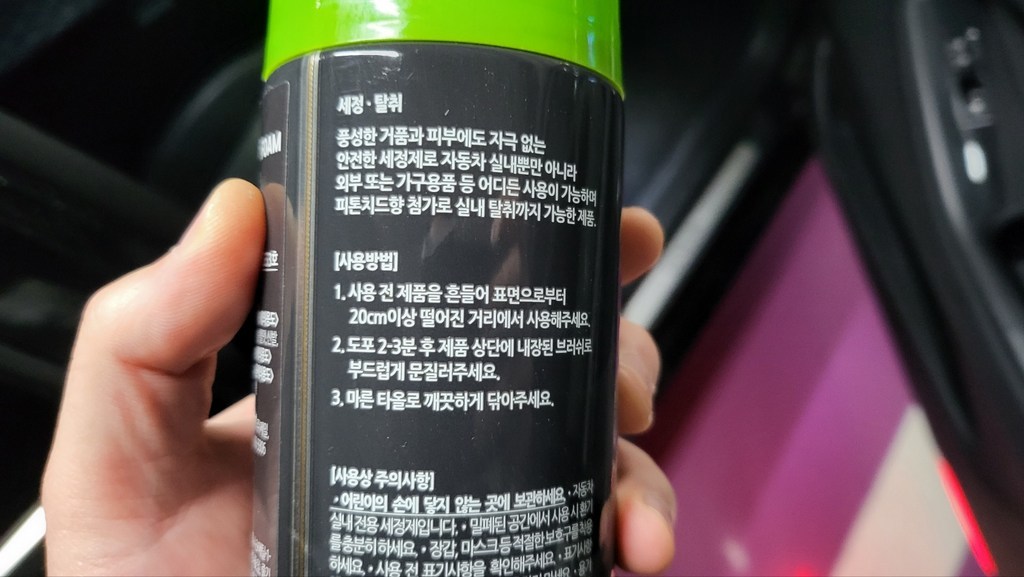 세정·탈취
풍성한 거품과 피부에도 자극 없는
안전한 세정제로 자동차 실내뿐만 아니라
외부 또는 가구용품 등 어디든 사용이 가능하며
피톤치드향 첨가로 실내 탈취까지 가능한 제품.
[사용방법]
1. 사용 전 제품을 흔들어 표면으로부터
20cm이상 떨어진 거리에서 사용해주세요.
2. 도포 2-3분 후 제품 상단에 내장된 브러쉬로
부드럽게 문질러주세요.
3. 마른 타올로 깨끗하게 닦아주세요.
[사용상 주의사항]
•어린이의 손에 닿지 않는 곳에 보관하세요.•자동차
실내 전용 세정제입니다. • 밀폐된 공간에서 사용 시 환기
를 충분히 하세요. • 장갑, 마스크 등 적절한 보호구를 착용
하세요. • 사용 전 표기사항을 확인해주세요. • 표기사